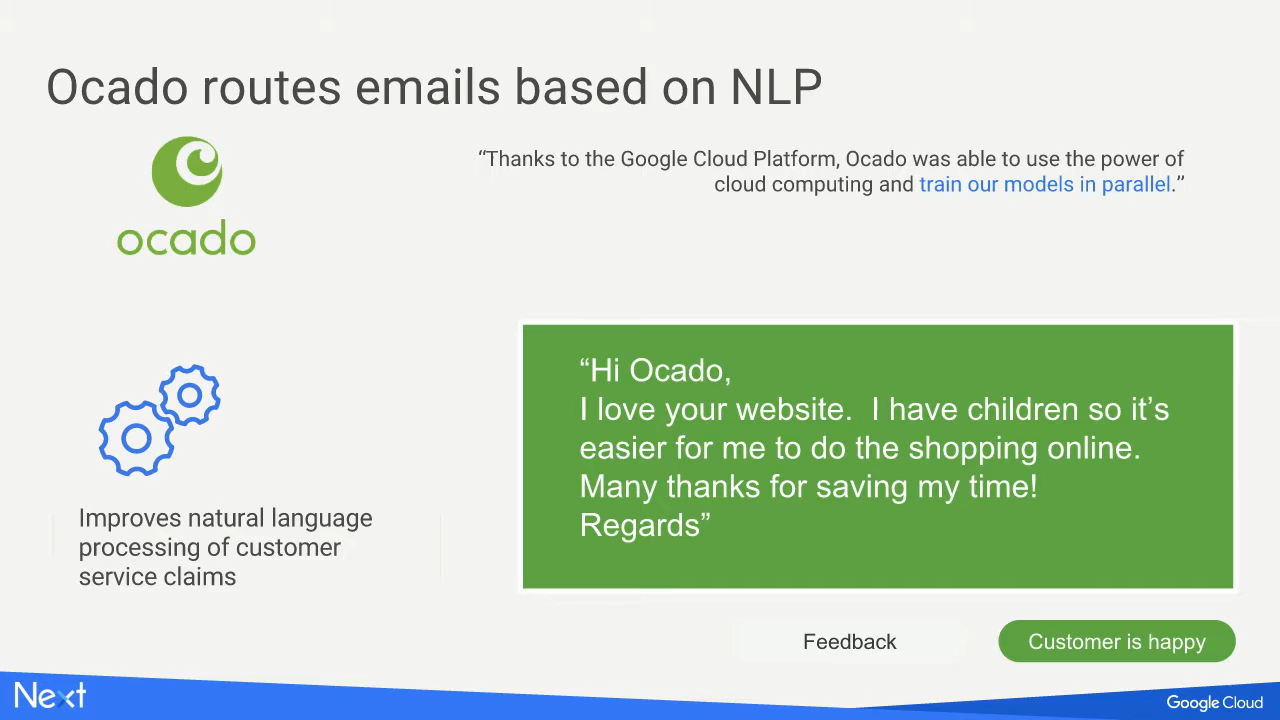 Ocado routes emails based on NLP
ocado
“Thanks to the Google Cloud Platform, Ocado was able to use the power of
cloud computing and train our models in parallel.”
Improves natural language
processing of customer
service claims
“Hi Ocado,
I love your website.  I have children so it’s
easier for me to do the shopping online.
Many thanks for saving my time!
Regards”
Feedback
Customer is happy
Next
Google Cloud